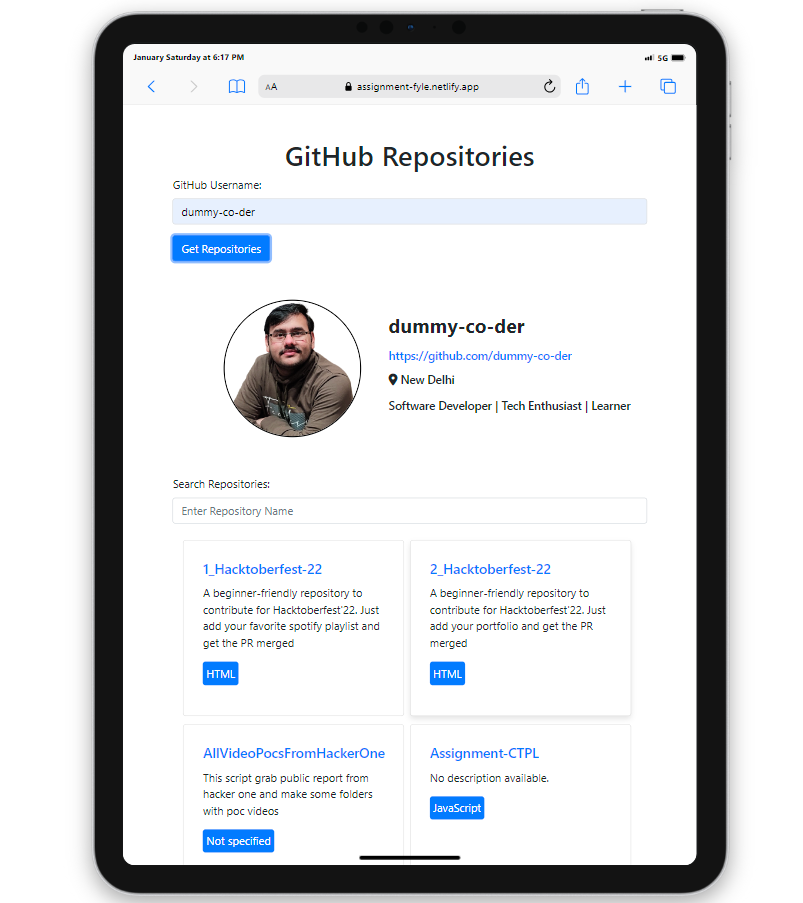 January Saturday at 6:17 PM
5G
AA
assignment-fyle.netlify.app
GitHub Repositories
GitHub Username:
dummy-co-der
Get Repositories
dummy-co-der
https://github.com/dummy-co-der
New Delhi
Software Developer | Tech Enthusiast | Learner
Search Repositories:
Enter Repository Name
1_Hacktoberfest-22
A beginner-friendly repository to
contribute for Hacktoberfest'22. Just
add your favorite spotify playlist and
get the PR merged
HTML
2_Hacktoberfest-22
A beginner-friendly repository to
contribute for Hacktoberfest'22. Just
add your portfolio and get the PR
merged
HTML
AllVideoPocsFromHackerOne
This script grab public report from
hacker one and make some folders
with poc videos
Not specified
Assignment-CTPL
No description available.
JavaScript